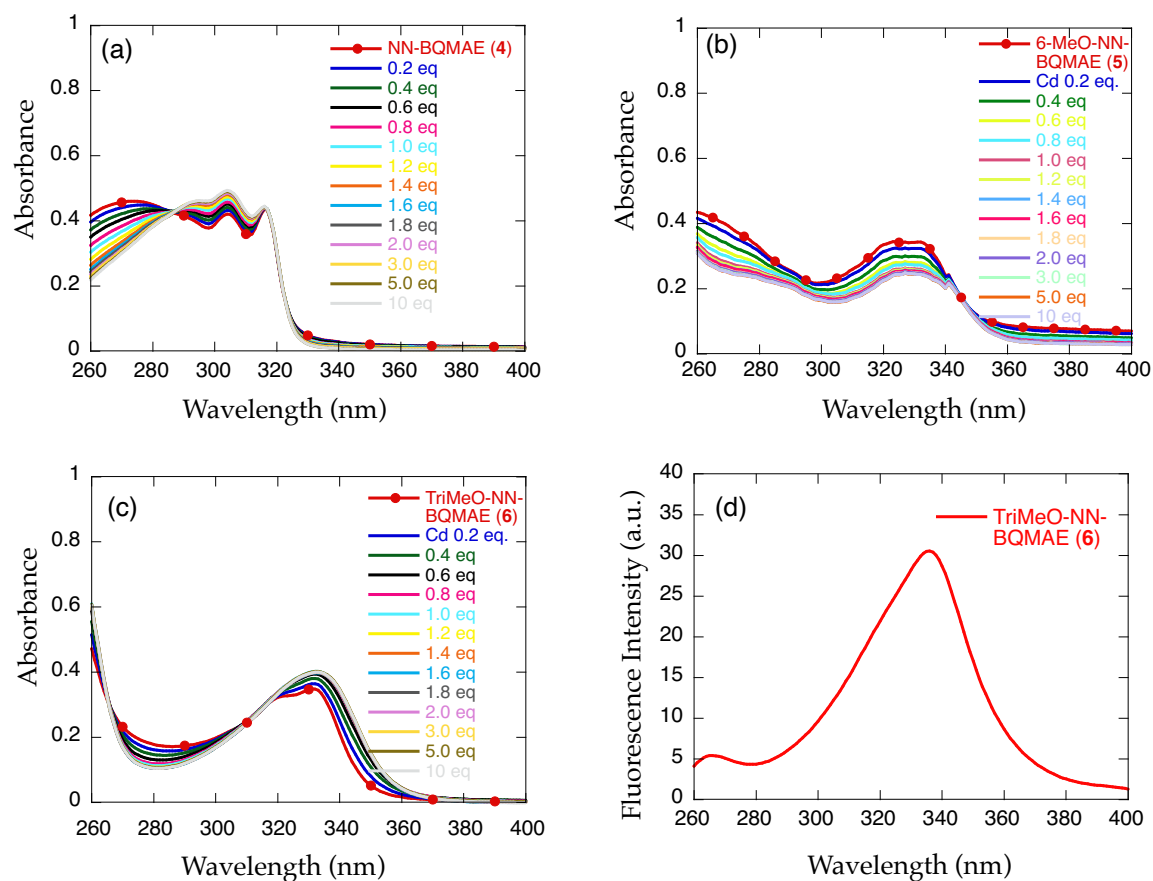 (a)
NN-BQMAE (4)
0.2 eq
0.4 eq
0.6 eq
0.8 eq
1.0 eq
1.2 eq
1.4 eq
1.6 eq
1.8 eq
2.0 eq
3.0 eq
5.0 eq
10 eq
Absorbance
1
0.8
0.6
0.4
0.2
0
260 280 300 320 340 360 380 400
Wavelength (nm)
(b)
6-MeO-NN-
BQMAE (5)
Cd 0.2 eq.
0.4 eq
0.6 eq
0.8 eq
1.0 eq
1.2 eq
1.4 eq
1.6 eq
1.8 eq
2.0 eq
3.0 eq
5.0 eq
10 eq
Absorbance
1
0.8
0.6
0.4
0.2
0
260 280 300 320 340 360 380 400
Wavelength (nm)
(c)
TriMeO-NN-
BQMAE (6)
Cd 0.2 eq.
0.4 eq
0.6 eq
0.8 eq
1.0 eq
1.2 eq
1.4 eq
1.6 eq
1.8 eq
2.0 eq
3.0 eq
5.0 eq
10 eq
Absorbance
1
0.8
0.6
0.4
0.2
0
260 280 300 320 340 360 380 400
Wavelength (nm)
(d)
TriMeO-NN-
BQMAE (6)
Fluorescence Intensity (a.u.)
40
35
30
25
20
15
10
5
0
260 280 300 320 340 360 380 400
Wavelength (nm)